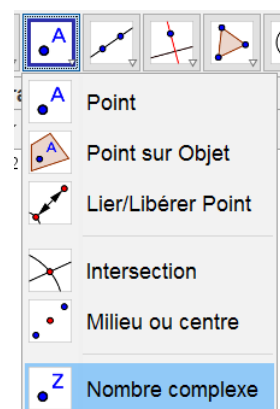 A
Point
A
Point sur Objet
Lier/Libérer Point
Intersection
Milieu ou centre
Z
Nombre complexe